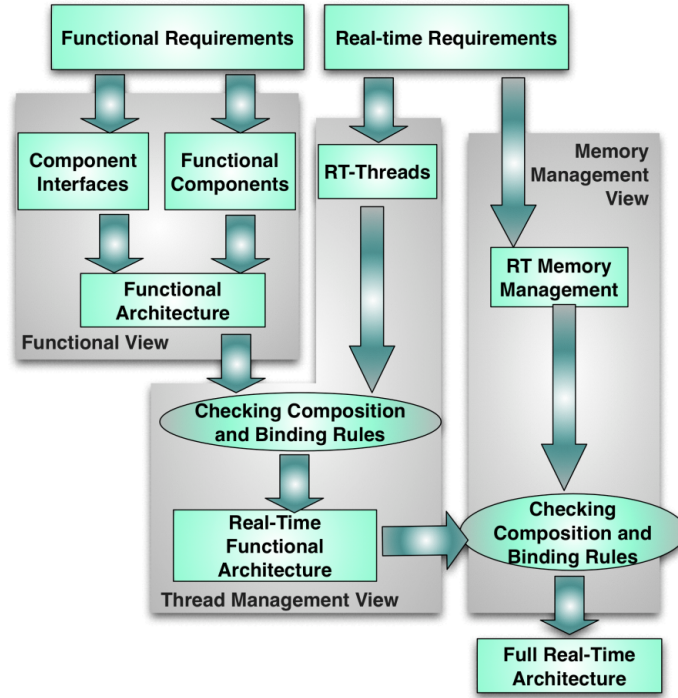 Functional Requirements
Real-time Requirements
Component
Interfaces
Functional
Components
RT-Threads
Memory
Management
View
RT Memory
Management
Functional
Architecture
Functional View
Checking Composition
and Binding Rules
Real-Time
Functional
Architecture
Checking
Composition and
Binding Rules
Thread Management View
Full Real-Time
Architecture